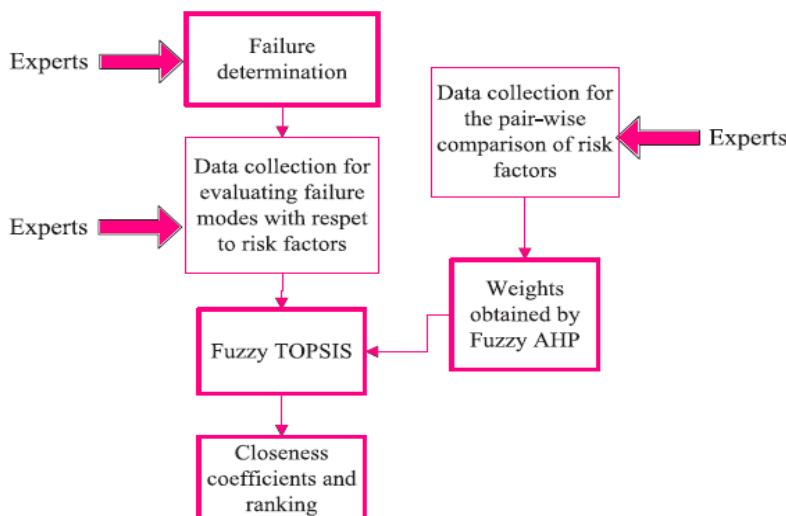 Experts
Failure
determination
Data collection for
the pair-wise
comparison of risk
factors
Experts
Experts
Data collection for
evaluating failure
modes with respet
to risk factors
Weights
obtained by
Fuzzy AHP
Fuzzy TOPSIS
Closeness
coefficients and
ranking